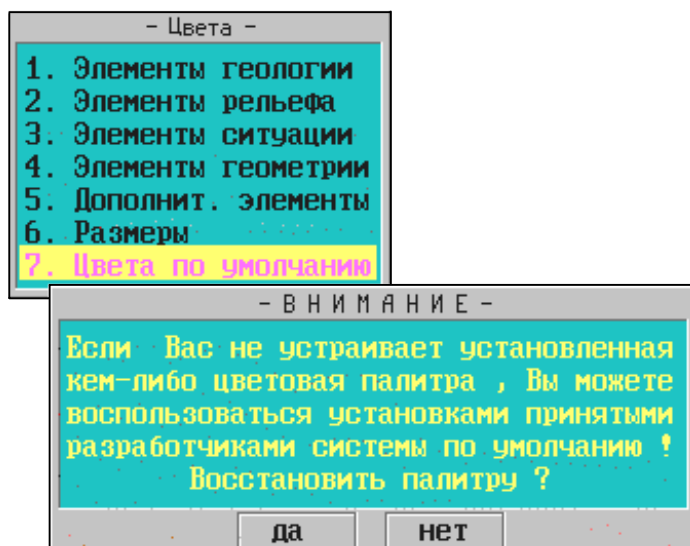 - Цвета -
1. Элементы геологии
2. Элементы рельефа
3. Элементы ситуации
4. Элементы геометрии
5. Дополнит. элементы
6. Размеры
7. Цвета по умолчанию
- В Н И М А Н И Е -
Если Вас не устраивает установленная
кем-либо цветовая палитра , Вы можете
воспользоваться установками принятыми
разработчиками системы по умолчанию !
Восстановить палитру ?
да нет